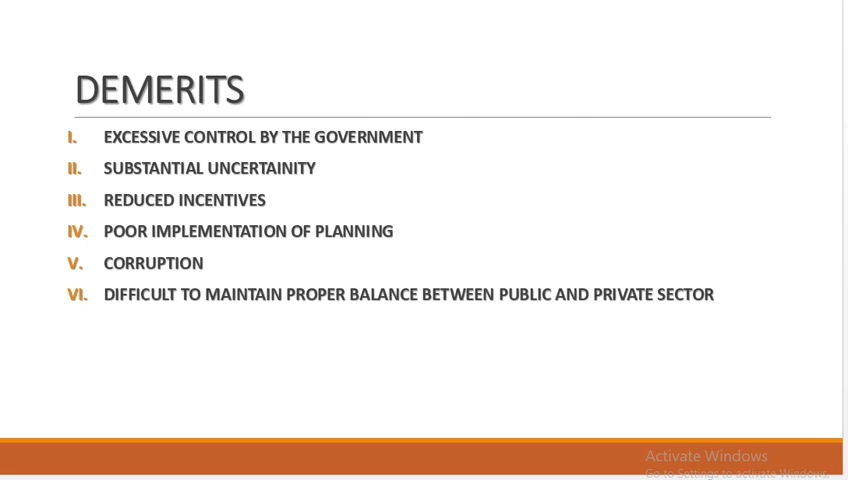 DEMERITS
I. EXCESSIVE CONTROL BY THE GOVERNMENT
II. SUBSTANTIAL UNCERTAINITY
III. REDUCED INCENTIVES
IV. POOR IMPLEMENTATION OF PLANNING
V. CORRUPTION
VI. DIFFICULT TO MAINTAIN PROPER BALANCE BETWEEN PUBLIC AND PRIVATE SECTOR
Activate Windows
Go to Settings to activate Windows.